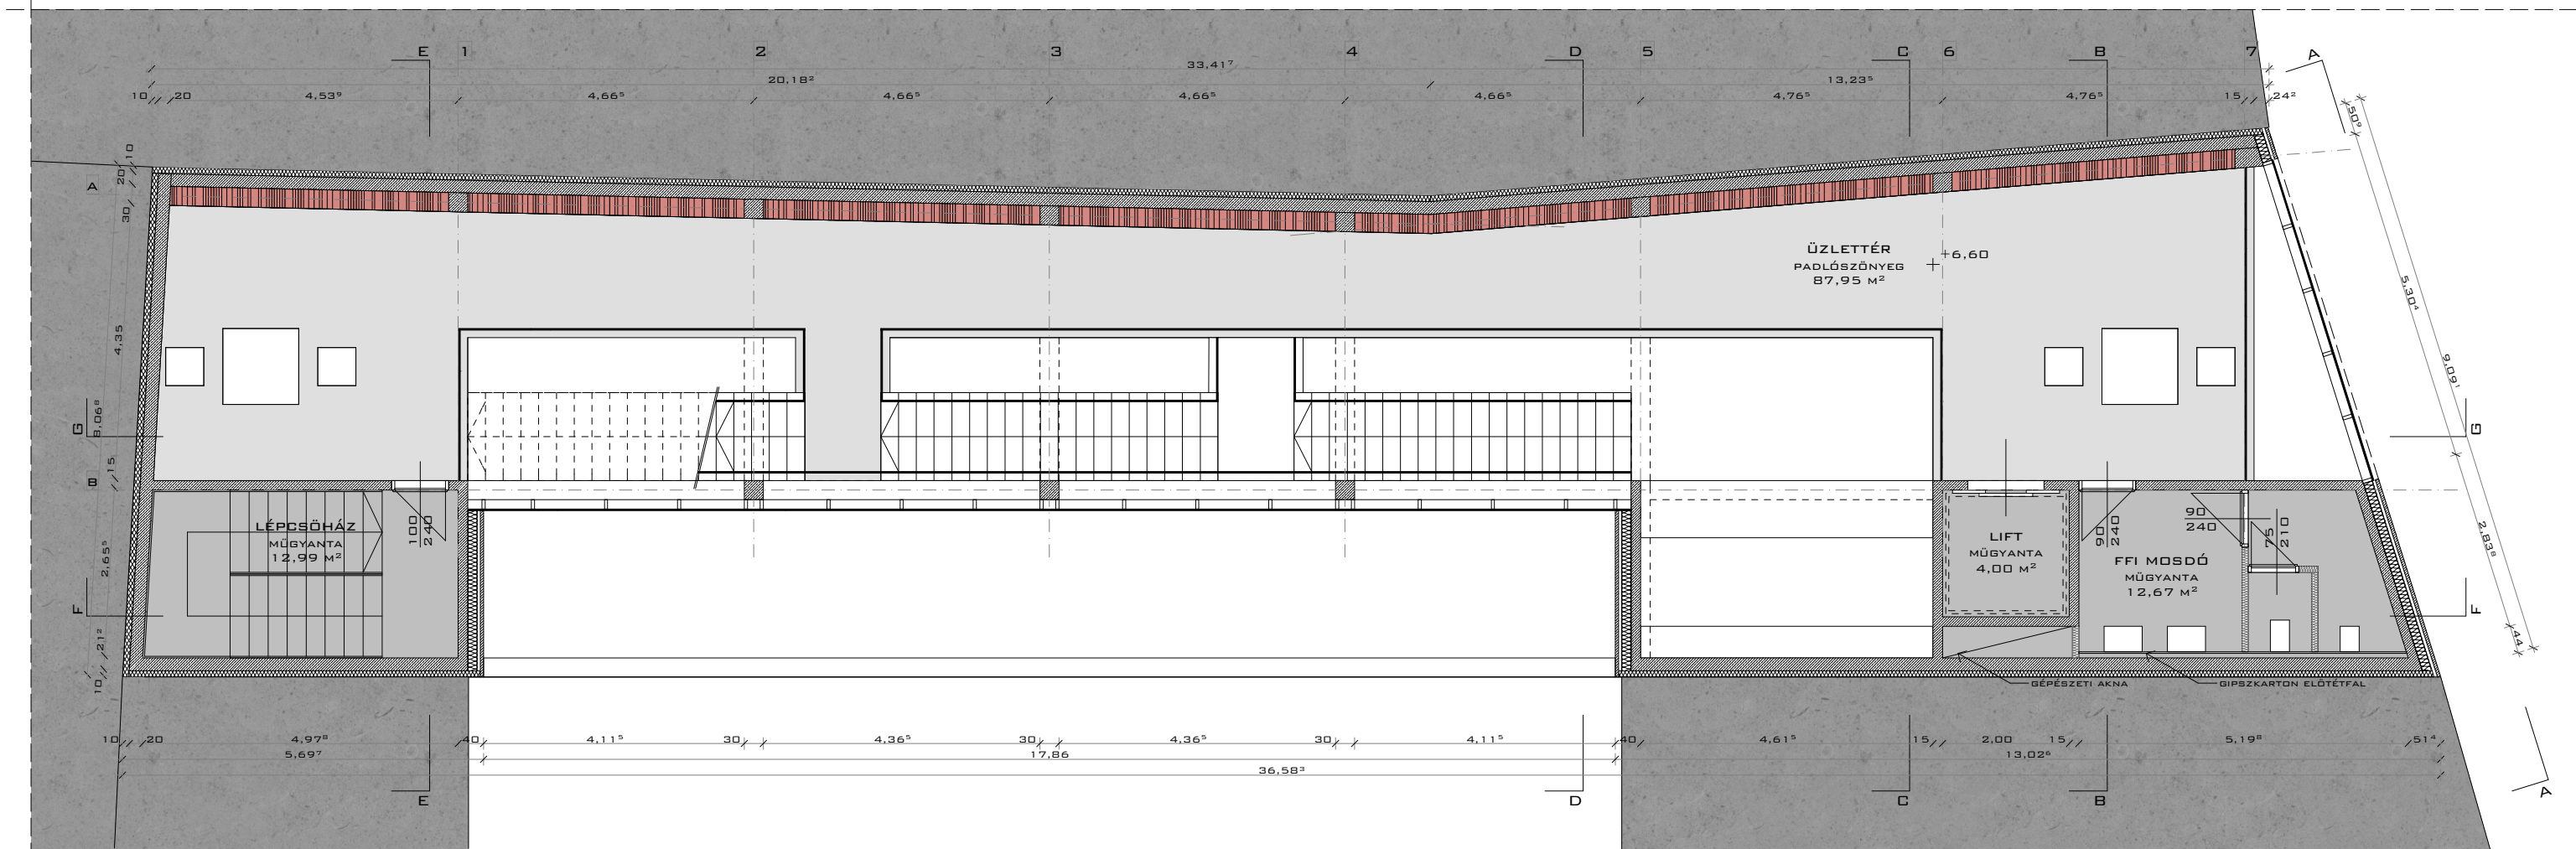 E 1 2 3 4 D 5 C 6 B 7 A
33,41⁷
20,18² 13,23⁵
10 20 4,53⁹ 4,66⁵ 4,66⁵ 4,66⁵ 4,66⁵ 4,76⁵ 4,76⁵ 15 24²
50⁹
10
20
A
30
ÜZLETTÉR
+6,60
PADLÓSZŐNYEG
87,95 M²
5,30⁴
4,35
9,09¹
8,06⁸
G
G
15
B
100
240
LÉPCSŐHÁZ
MŰGYANTA
12,99 M²
90
240
90
240
75
210
LIFT
MŰGYANTA
4,00 M²
FFI MOSDÓ
MŰGYANTA
12,67 M²
2,65⁵
2,83⁸
F
F
21²
44
10
GÉPÉSZETI AKNA
GIPSZKARTON ELŐTÉTFAL
10 20 4,97⁸ 40 4,11⁵ 30 4,36⁵ 30 4,36⁵ 30 4,11⁵ 40 4,61⁵ 15 2,00 15 5,19⁸ 51⁴
5,69⁷ 17,86 13,02⁶
36,58³
E D C B A